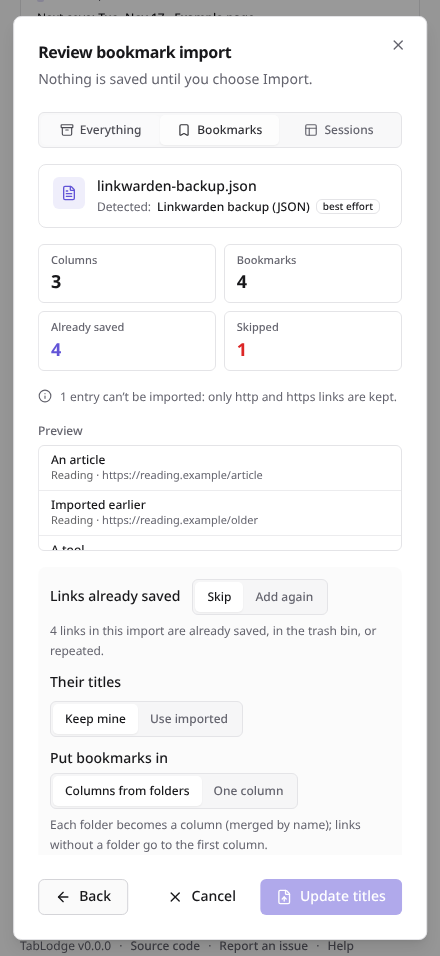 Review bookmark import
Nothing is saved until you choose Import.
Everything
Bookmarks
Sessions
linkwarden-backup.json
Detected: Linkwarden backup (JSON) best effort
Columns
3
Bookmarks
4
Already saved
4
Skipped
1
1 entry can't be imported: only http and https links are kept.
Preview
An article
Reading · https://reading.example/article
Imported earlier
Reading · https://reading.example/older
A tool
Links already saved
Skip
Add again
4 links in this import are already saved, in the trash bin, or
repeated.
Their titles
Keep mine
Use imported
Put bookmarks in
Columns from folders
One column
Each folder becomes a column (merged by name); links
without a folder go to the first column.
Back
Cancel
Update titles
TabLodge v0.0.0 · Source code · Report an issue · Help